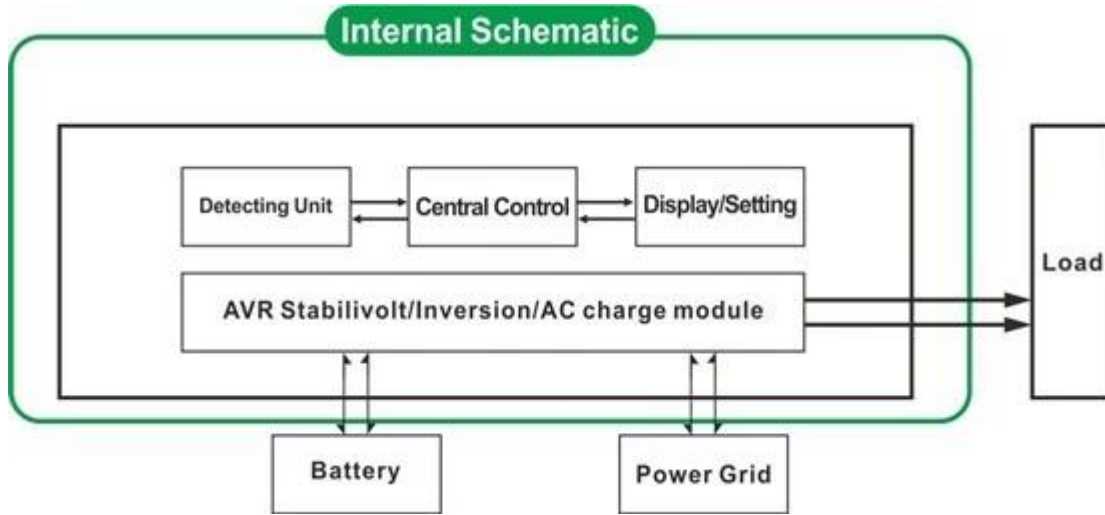 Internal Schematic
Detecting Unit
Central Control
Display/Setting
Load
AVR Stabilivolt/Inversion/AC charge module
Battery
Power Grid